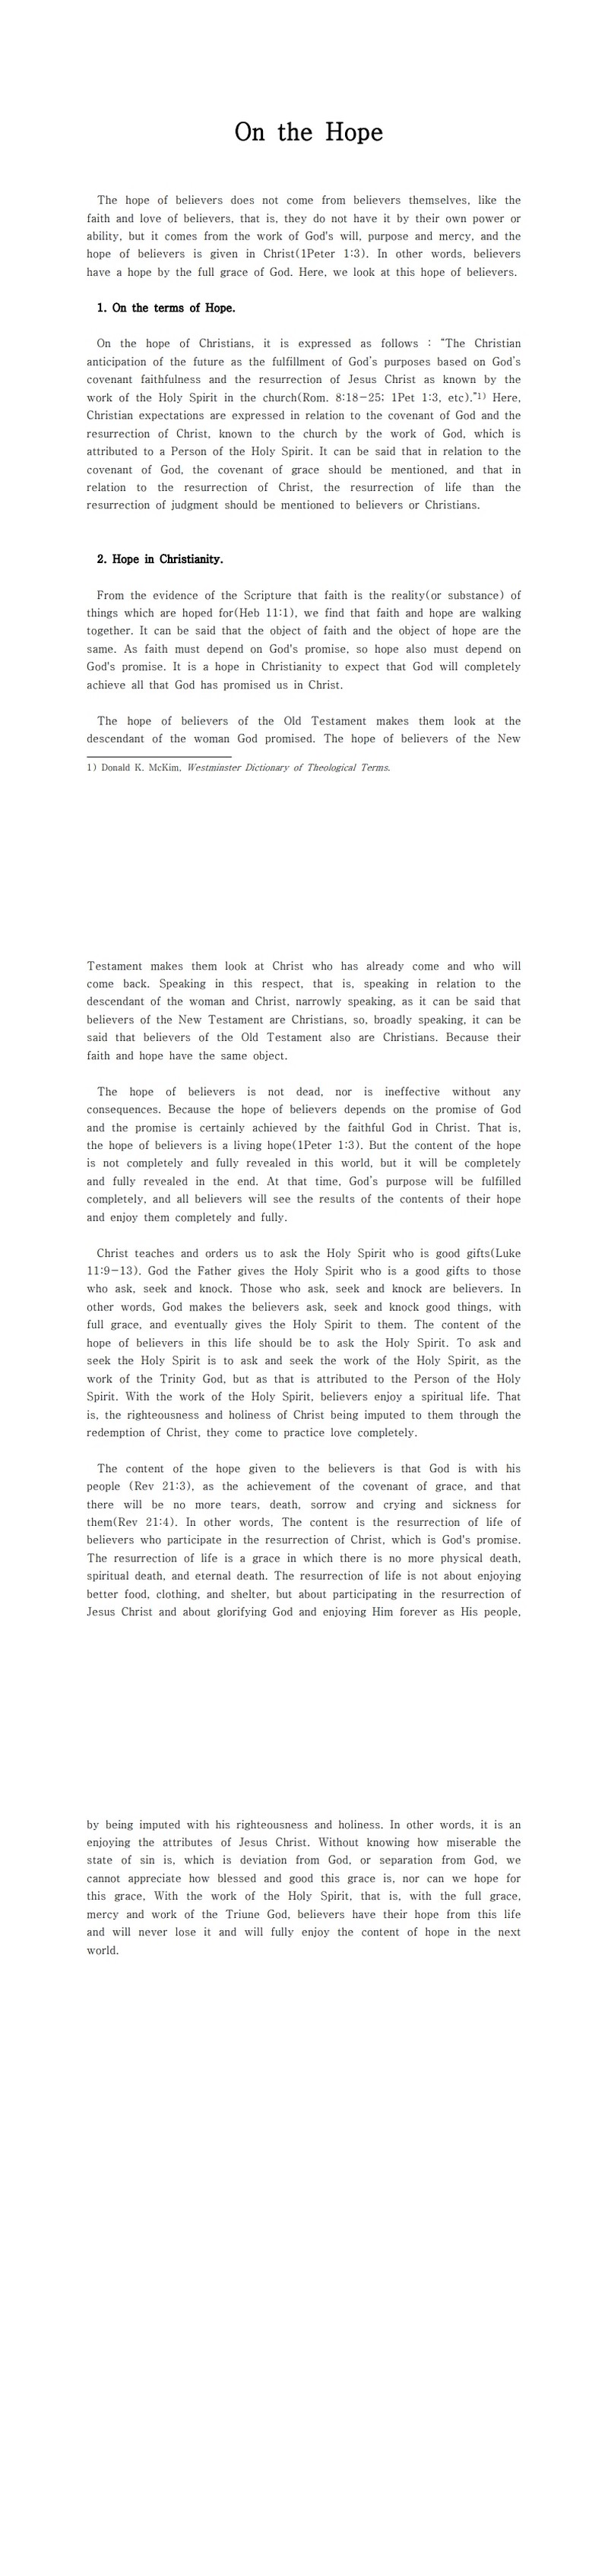 On the Hope
The hope of believers does not come from believers themselves, like the
faith and love of believers, that is, they do not have it by their own power or
ability, but it comes from the work of God's will, purpose and mercy, and the
hope of believers is given in Christ(1Peter 1:3). In other words, believers
have a hope by the full grace of God. Here, we look at this hope of believers.
1. On the terms of Hope.
On the hope of Christians, it is expressed as follows : “The Christian
anticipation of the future as the fulfillment of God’s purposes based on God’s
covenant faithfulness and the resurrection of Jesus Christ as known by the
work of the Holy Spirit in the church(Rom. 8:18-25; 1Pet 1:3, etc).”1) Here,
Christian expectations are expressed in relation to the covenant of God and the
resurrection of Christ, known to the church by the work of God, which is
attributed to a Person of the Holy Spirit. It can be said that in relation to the
covenant of God, the covenant of grace should be mentioned, and that in
relation to the resurrection of Christ, the resurrection of life than the
resurrection of judgment should be mentioned to believers or Christians.
2. Hope in Christianity.
From the evidence of the Scripture that faith is the reality(or substance) of
things which are hoped for(Heb 11:1), we find that faith and hope are walking
together. It can be said that the object of faith and the object of hope are the
same. As faith must depend on God's promise, so hope also must depend on
God's promise. It is a hope in Christianity to expect that God will completely
achieve all that God has promised us in Christ.
The hope of believers of the Old Testament makes them look at the
descendant of the woman God promised. The hope of believers of the New
1) Donald K. McKim, Westminster Dictionary of Theological Terms.
Testament makes them look at Christ who has already come and who will
come back. Speaking in this respect, that is, speaking in relation to the
descendant of the woman and Christ, narrowly speaking, as it can be said that
believers of the New Testament are Christians, so, broadly speaking, it can be
said that believers of the Old Testament also are Christians. Because their
faith and hope have the same object.
The hope of believers is not dead, nor is ineffective without any
consequences. Because the hope of believers depends on the promise of God
and the promise is certainly achieved by the faithful God in Christ. That is,
the hope of believers is a living hope(1Peter 1:3). But the content of the hope
is not completely and fully revealed in this world, but it will be completely
and fully revealed in the end. At that time, God’s purpose will be fulfilled
completely, and all believers will see the results of the contents of their hope
and enjoy them completely and fully.
Christ teaches and orders us to ask the Holy Spirit who is good gifts(Luke
11:9-13). God the Father gives the Holy Spirit who is a good gifts to those
who ask, seek and knock. Those who ask, seek and knock are believers. In
other words, God makes the believers ask, seek and knock good things, with
full grace, and eventually gives the Holy Spirit to them. The content of the
hope of believers in this life should be to ask the Holy Spirit. To ask and
seek the Holy Spirit is to ask and seek the work of the Holy Spirit, as the
work of the Trinity God, but as that is attributed to the Person of the Holy
Spirit. With the work of the Holy Spirit, believers enjoy a spiritual life. That
is, the righteousness and holiness of Christ being imputed to them through the
redemption of Christ, they come to practice love completely.
The content of the hope given to the believers is that God is with his
people (Rev 21:3), as the achievement of the covenant of grace, and that
there will be no more tears, death, sorrow and crying and sickness for
them(Rev 21:4). In other words, The content is the resurrection of life of
believers who participate in the resurrection of Christ, which is God's promise.
The resurrection of life is a grace in which there is no more physical death,
spiritual death, and eternal death. The resurrection of life is not about enjoying
better food, clothing, and shelter, but about participating in the resurrection of
Jesus Christ and about glorifying God and enjoying Him forever as His people,
by being imputed with his righteousness and holiness. In other words, it is an
enjoying the attributes of Jesus Christ. Without knowing how miserable the
state of sin is, which is deviation from God, or separation from God, we
cannot appreciate how blessed and good this grace is, nor can we hope for
this grace, With the work of the Holy Spirit, that is, with the full grace,
mercy and work of the Triune God, believers have their hope from this life
and will never lose it and will fully enjoy the content of hope in the next
world.